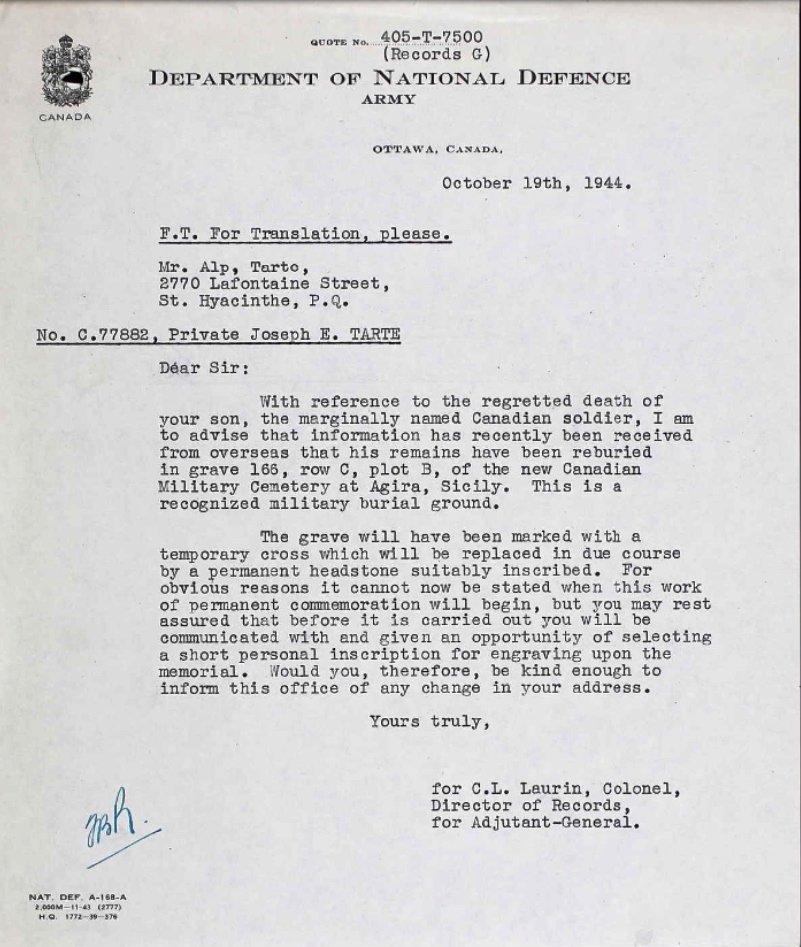 QUOTE No. 405-T-7500
(Records G)
DEPARTMENT OF NATIONAL DEFENCE
ARMY
CANADA
OTTAWA, CANADA,
October 19th, 1944.
F.T. For Translation, please.
Mr. Alp, Tarto,
2770 Lafontaine Street,
St. Hyacinthe, P.Q.
No. C.77882, Private Joseph E. TARTE
Dear Sir:
With reference to the regretted death of
your son, the marginally named Canadian soldier, I am
to advise that information has recently been received
from overseas that his remains have been reburied
in grave 166, row C, plot B, of the new Canadian
Military Cemetery at Agira, Sicily. This is a
recognized military burial ground.
The grave will have been marked with a
temporary cross which will be replaced in due course
by a permanent headstone suitably inscribed. For
obvious reasons it cannot now be stated when this work
of permanent commemoration will begin, but you may rest
assured that before it is carried out you will be
communicated with and given an opportunity of selecting
a short personal inscription for engraving upon the
memorial. Would you, therefore, be kind enough to
inform this office of any change in your address.
Yours truly,
for C.L. Laurin, Colonel,
Director of Records,
for Adjutant-General.
NAT. DEF. A-168-A
2,000M—11-43 (2777)
H.Q. 1772-39-376